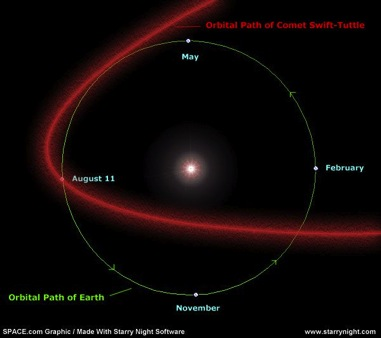 Orbital Path of Comet Swift-Tuttle
May
February
August 11
Orbital Path of Earth
November
SPACE.com Graphic / Made With Starry Night Software
www.starrynight.com